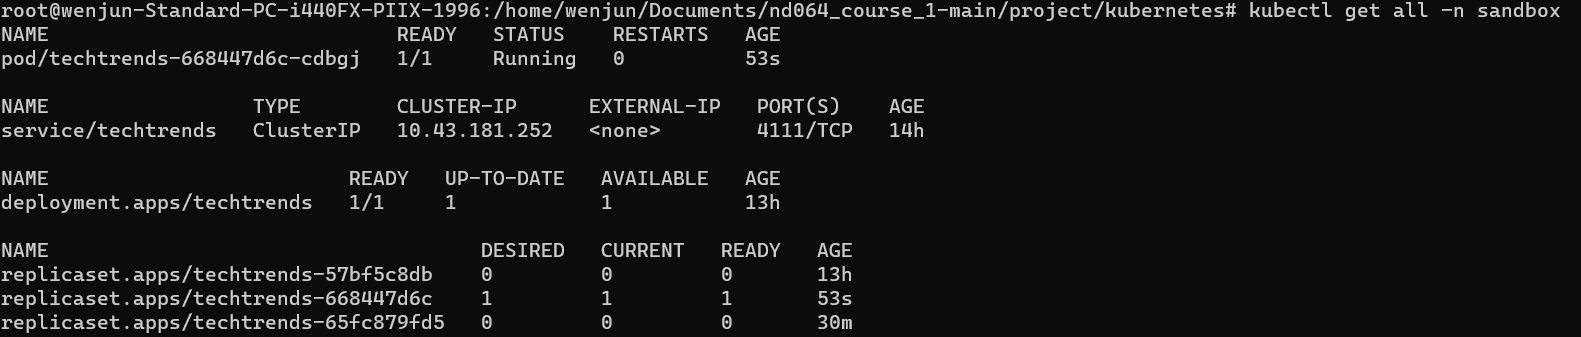 root@wenjun-Standard-PC-i440FX-PIIX-1996:/home/wenjun/Documents/nd064_course_1-main/project/kubernetes# kubectl get all -n sandbox
NAME                             READY   STATUS    RESTARTS   AGE
pod/techtrends-668447d6c-cdbgj   1/1     Running   0          53s

NAME                 TYPE        CLUSTER-IP      EXTERNAL-IP   PORT(S)    AGE
service/techtrends   ClusterIP   10.43.181.252   <none>        4111/TCP   14h

NAME                         READY   UP-TO-DATE   AVAILABLE   AGE
deployment.apps/techtrends   1/1     1            1           13h

NAME                                    DESIRED   CURRENT   READY   AGE
replicaset.apps/techtrends-57bf5c8db    0         0         0       13h
replicaset.apps/techtrends-668447d6c    1         1         1       53s
replicaset.apps/techtrends-65fc879fd5   0         0         0       30m